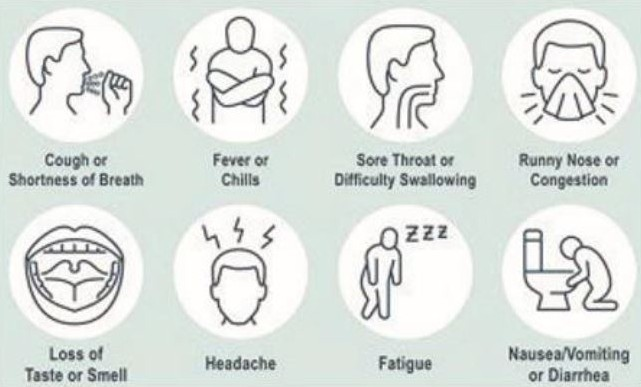 Cough or
Shortness of Breath
Fever or
Chills
Sore Throat or
Difficulty Swallowing
Runny Nose or
Congestion
Loss of
Taste or Smell
Headache
zzz
Fatigue
Nausea/Vomiting
or Diarrhea